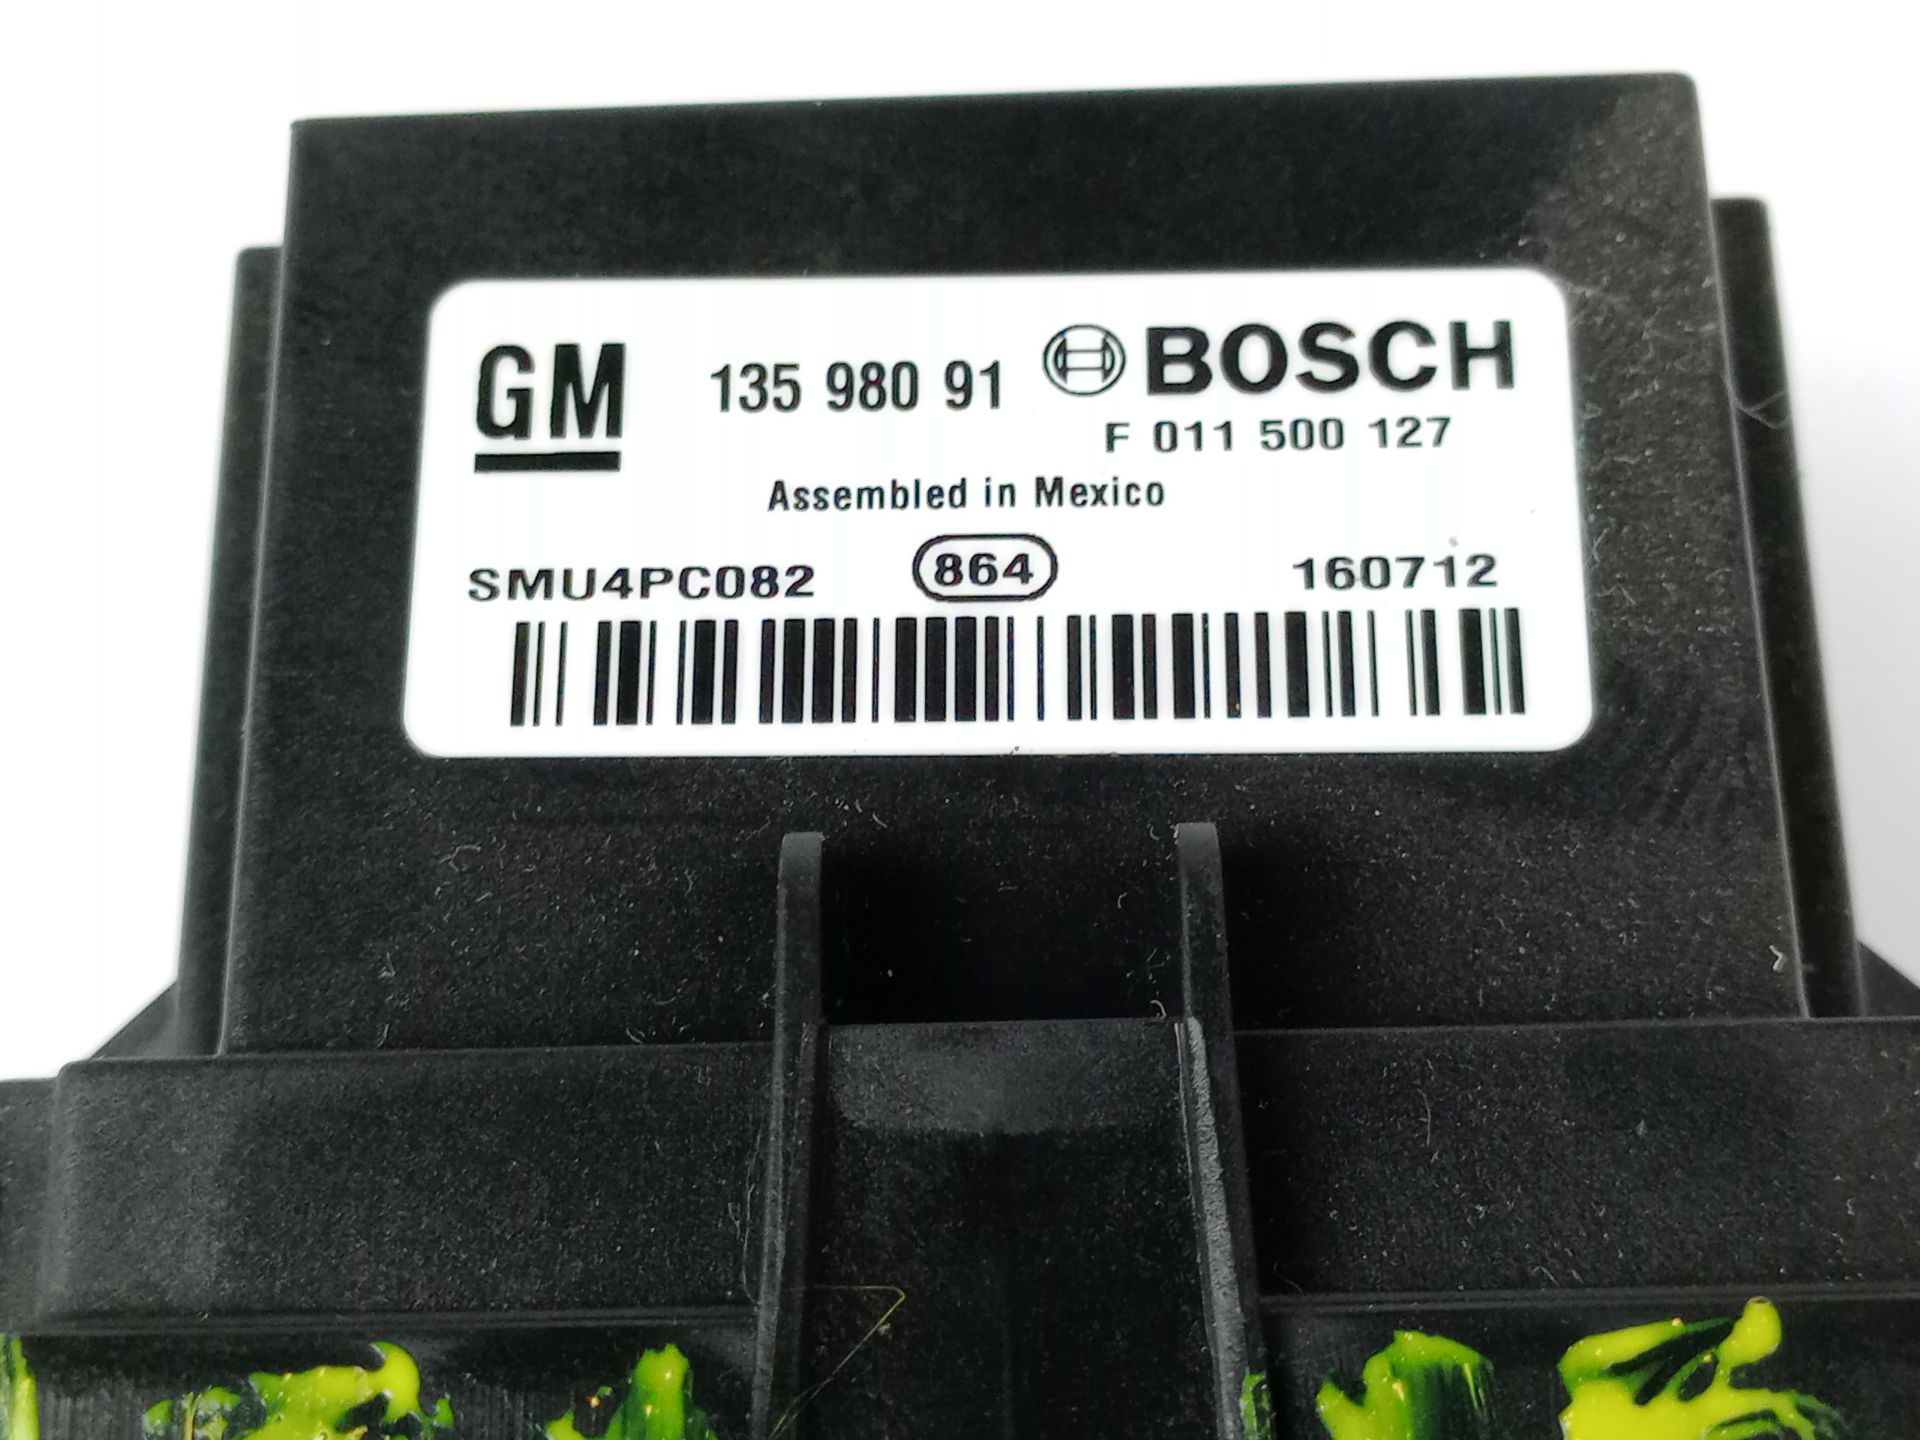 GM 135 980 91 BOSCH
F 011 500 127
Assembled in Mexico
SMU4PC082 864 160712